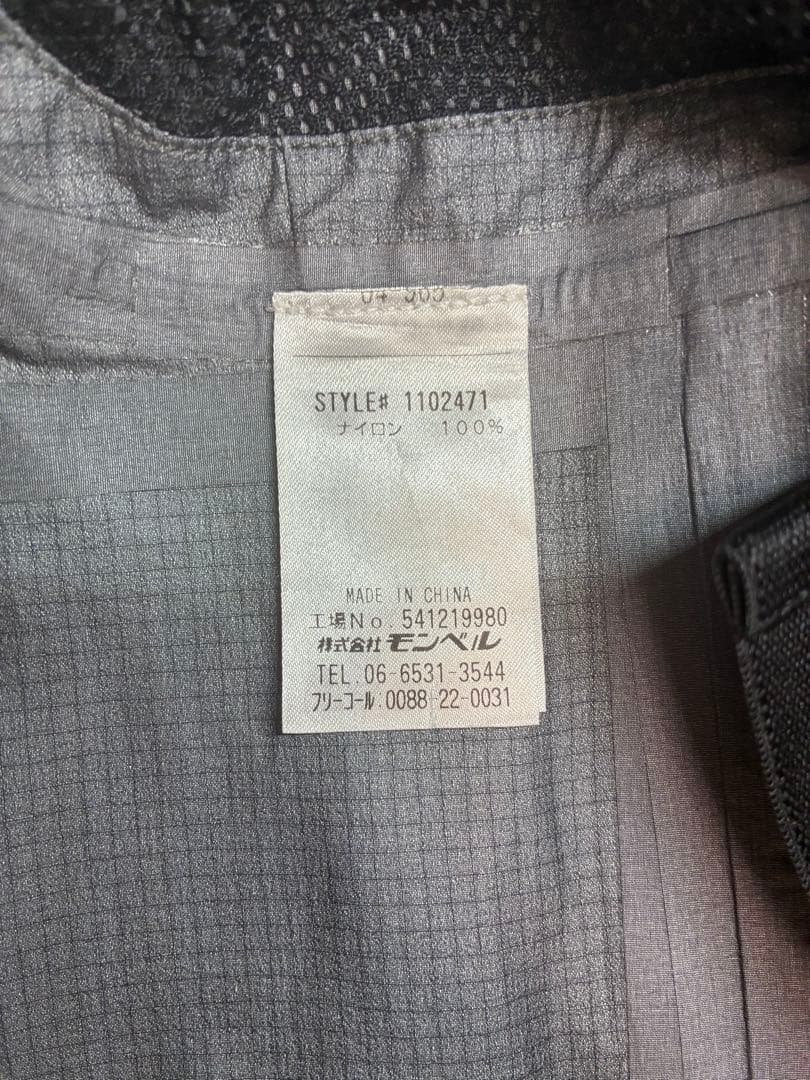 STYLE# 1102471
ナイロン 100%
MADE IN CHINA
工場No. 541219980
株式会社 モンベル
TEL. 06-6531-3544
フリーコール. 0088-22-0031